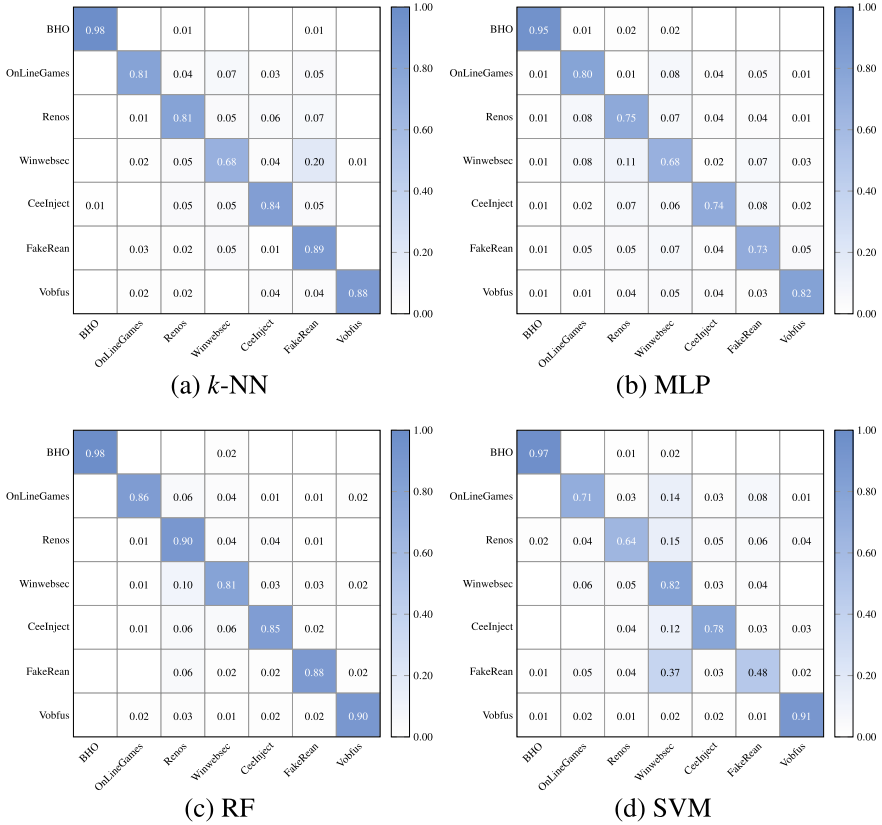 BHO 0.98 0.01 0.01
OnLineGames 0.81 0.04 0.07 0.03 0.05
Renos 0.01 0.81 0.05 0.06 0.07
Winwebsec 0.02 0.05 0.68 0.04 0.20 0.01
CeeInject 0.01 0.05 0.05 0.84 0.05
FakeRean 0.03 0.02 0.05 0.01 0.89
Vobfus 0.02 0.02 0.04 0.04 0.88
BHO OnLineGames Renos Winwebsec CeeInject FakeRean Vobfus
1.00
0.80
0.60
0.40
0.20
0.00
(a) k-NN
BHO 0.95 0.01 0.02 0.02
OnLineGames 0.01 0.80 0.01 0.08 0.04 0.05 0.01
Renos 0.01 0.08 0.75 0.07 0.04 0.04 0.01
Winwebsec 0.01 0.08 0.11 0.68 0.02 0.07 0.03
CeeInject 0.01 0.02 0.07 0.06 0.74 0.08 0.02
FakeRean 0.01 0.05 0.05 0.07 0.04 0.73 0.05
Vobfus 0.01 0.01 0.04 0.05 0.04 0.03 0.82
BHO OnLineGames Renos Winwebsec CeeInject FakeRean Vobfus
1.00
0.80
0.60
0.40
0.20
0.00
(b) MLP
BHO 0.98 0.02
OnLineGames 0.86 0.06 0.04 0.01 0.01 0.02
Renos 0.01 0.90 0.04 0.04 0.01
Winwebsec 0.01 0.10 0.81 0.03 0.03 0.02
CeeInject 0.01 0.06 0.06 0.85 0.02
FakeRean 0.06 0.02 0.02 0.88 0.02
Vobfus 0.02 0.03 0.01 0.02 0.02 0.90
BHO OnLineGames Renos Winwebsec CeeInject FakeRean Vobfus
1.00
0.80
0.60
0.40
0.20
0.00
(c) RF
BHO 0.97 0.01 0.02
OnLineGames 0.71 0.03 0.14 0.03 0.08 0.01
Renos 0.02 0.04 0.64 0.15 0.05 0.06 0.04
Winwebsec 0.06 0.05 0.82 0.03 0.04
CeeInject 0.04 0.12 0.78 0.03 0.03
FakeRean 0.01 0.05 0.04 0.37 0.03 0.48 0.02
Vobfus 0.01 0.02 0.01 0.02 0.02 0.01 0.91
BHO OnLineGames Renos Winwebsec CeeInject FakeRean Vobfus
1.00
0.80
0.60
0.40
0.20
0.00
(d) SVM